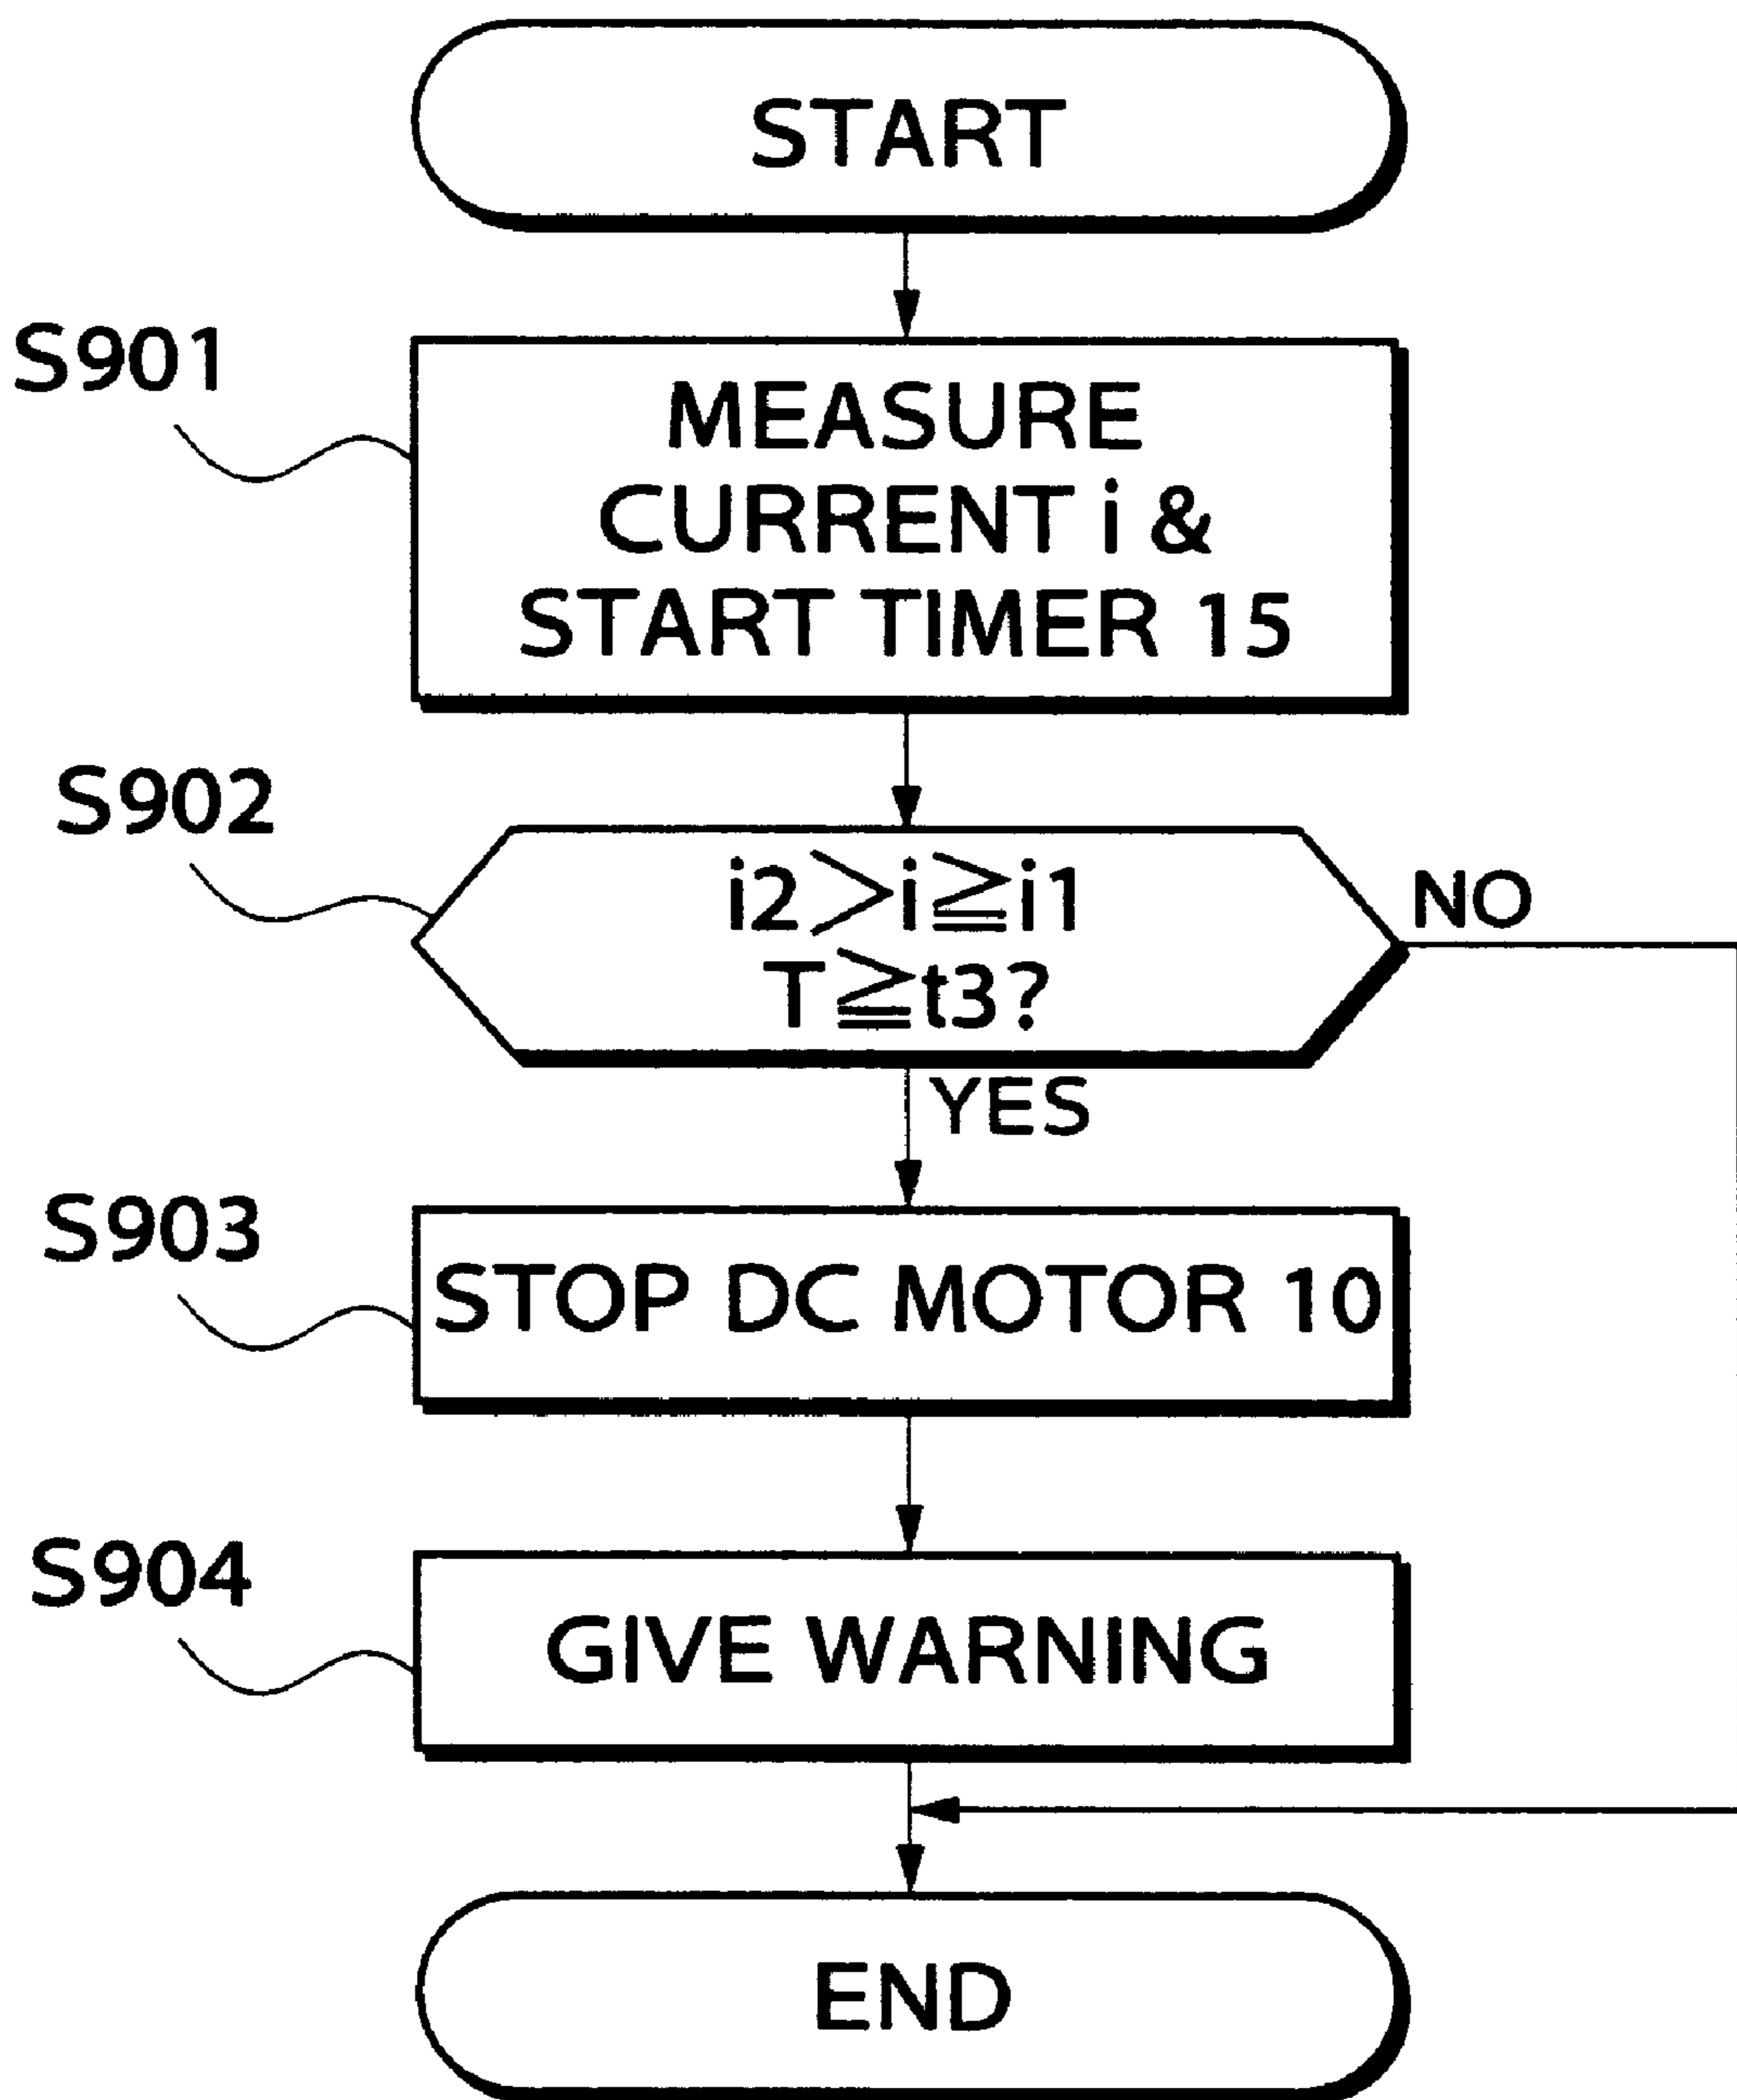 START
S901
MEASURE
CURRENT i &
START TIMER 15
S902
i2>i≧i1
T≧t3?
NO
YES
S903
STOP DC MOTOR 10
S904
GIVE WARNING
END